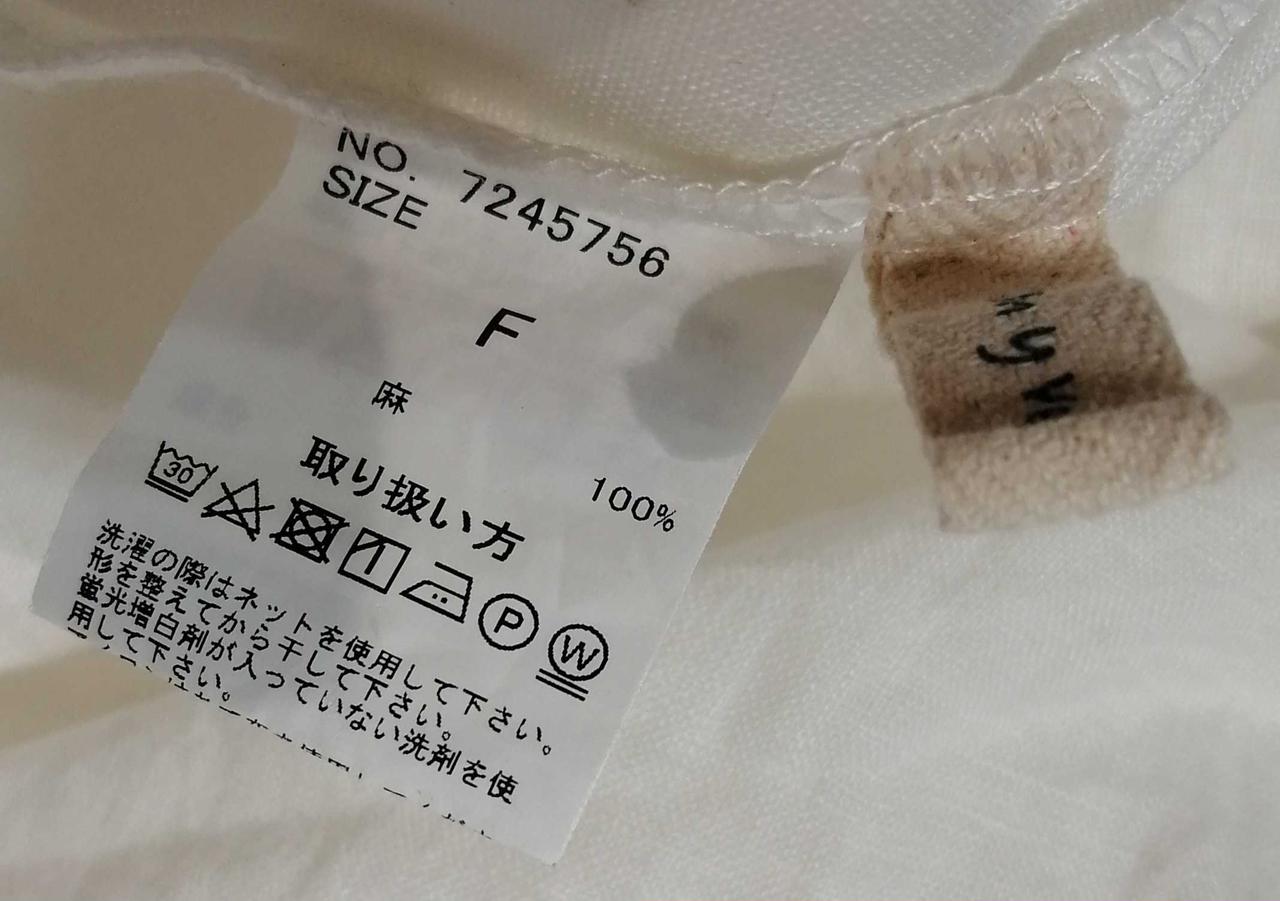 NO. 7245756
SIZE
F
麻 100%
取り扱い方
30
P W
洗濯の際はネットを使用して下さい。
形を整えてから干して下さい。
蛍光増白剤が入っていない洗剤を使
用して下さい。
y